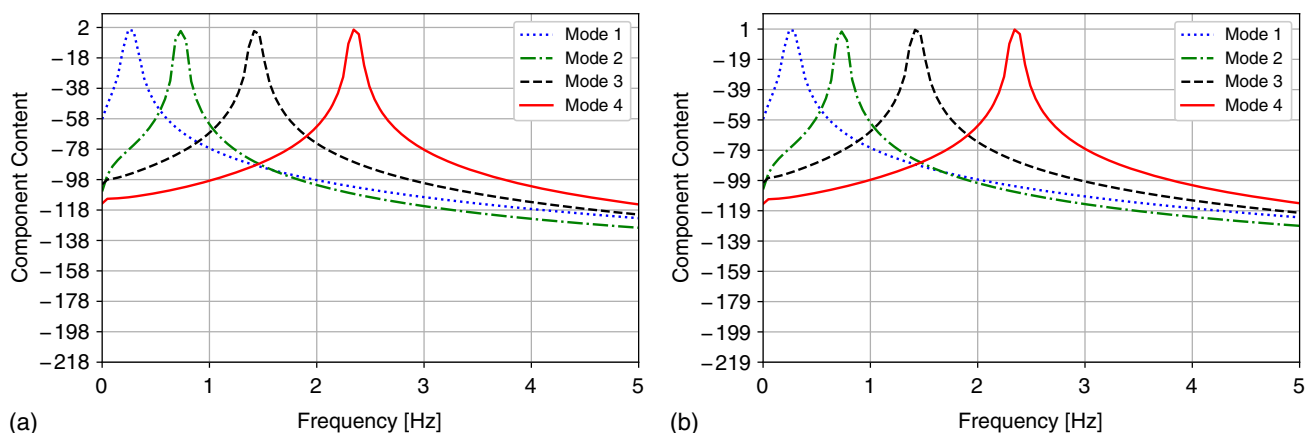 Component Content
2
−18
−38
−58
−78
−98
−118
−138
−158
−178
−198
−218
0 1 2 3 4 5
Frequency [Hz]
Mode 1
Mode 2
Mode 3
Mode 4
(a)
Component Content
1
−19
−39
−59
−79
−99
−119
−139
−159
−179
−199
−219
0 1 2 3 4 5
Frequency [Hz]
Mode 1
Mode 2
Mode 3
Mode 4
(b)